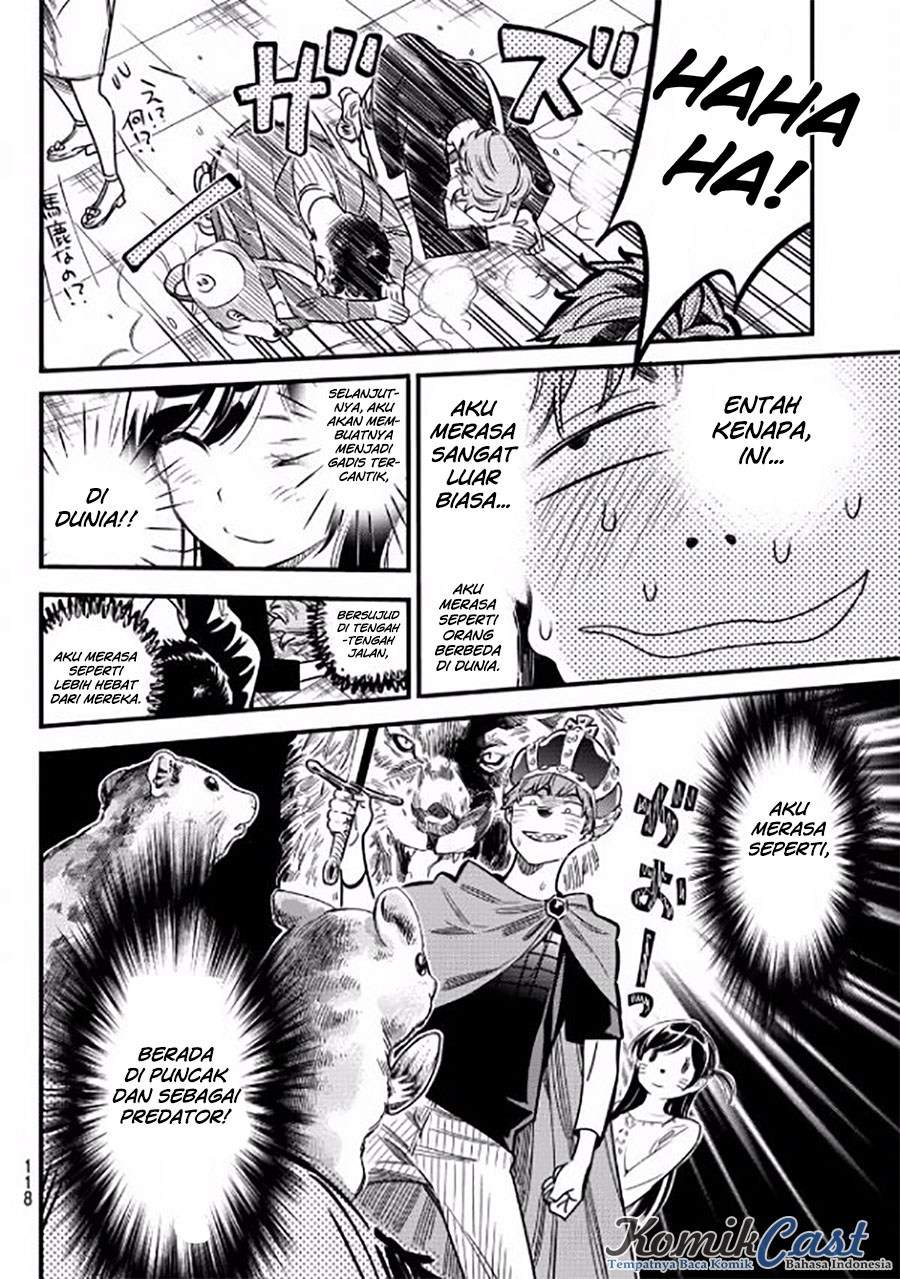 HAHA
HA!
ズ
ザ
ー
ス!?
何!?
馬鹿なの!?
ENTAH
KENAPA,
INI...
AKU
MERASA
SANGAT
LUAR
BIASA...
AKU
MERASA
SEPERTI
ORANG
BERBEDA
DI DUNIA.
SELANJUT-
NYA, AKU
AKAN MEM-
BUATNYA
MENJADI
GADIS TER-
CANTIK,
DI
DUNIA!!
BERSUJUD
DI TENGAH
-TENGAH
JALAN,
AKU MERASA
SEPERTI
LEBIH HEBAT
DARI MEREKA.
AKU
MERASA
SEPERTI,
がおーっ
BERADA
DI PUNCAK
DAN SEBAGAI
PREDATOR!
118
KomikCast
Tempatnya Baca Komik Bahasa Indonesia